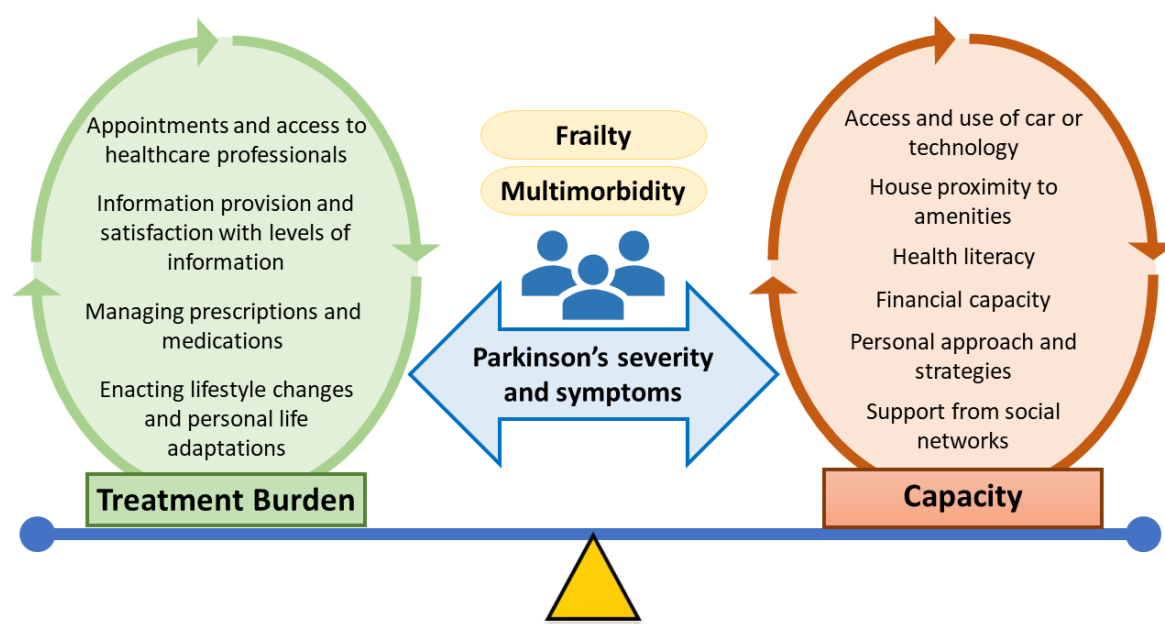 Appointments and access to
healthcare professionals
Information provision and
satisfaction with levels of
information
Managing prescriptions and
medications
Enacting lifestyle changes
and personal life
adaptations
Treatment Burden
Frailty
Multimorbidity
Parkinson's severity
and symptoms
Access and use of car or
technology
House proximity to
amenities
Health literacy
Financial capacity
Personal approach and
strategies
Support from social
networks
Capacity